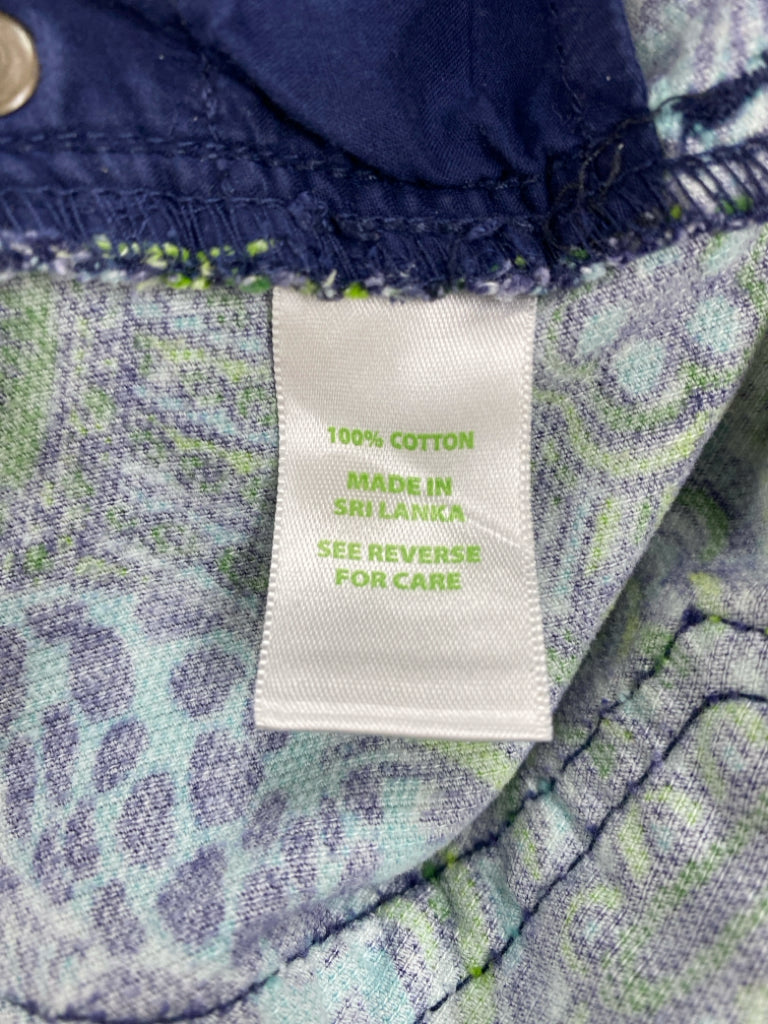 100% COTTON
MADE IN
SRI LANKA
SEE REVERSE
FOR CARE